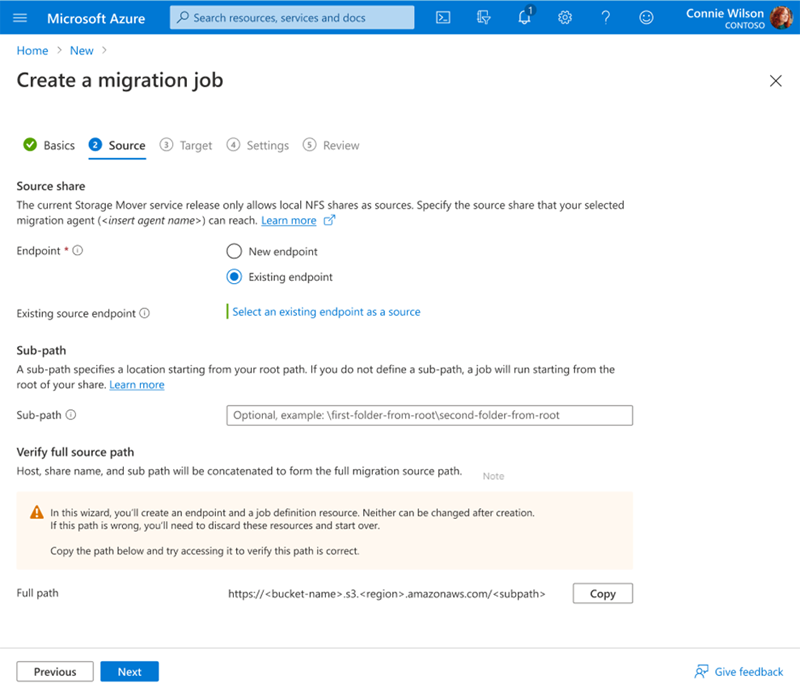 Microsoft Azure
Search resources, services and docs
1
Connie Wilson
CONTOSO
Home > New >
Create a migration job
Basics 2 Source 3 Target 4 Settings 5 Review
Source share
The current Storage Mover service release only allows local NFS shares as sources. Specify the source share that your selected
migration agent (<insert agent name>) can reach. Learn more
Endpoint *
New endpoint
Existing endpoint
Existing source endpoint
Select an existing endpoint as a source
Sub-path
A sub-path specifies a location starting from your root path. If you do not define a sub-path, a job will run starting from the
root of your share. Learn more
Sub-path
Optional, example: \first-folder-from-root\second-folder-from-root
Verify full source path
Host, share name, and sub path will be concatenated to form the full migration source path.
Note
In this wizard, you'll create an endpoint and a job definition resource. Neither can be changed after creation.
If this path is wrong, you'll need to discard these resources and start over.
Copy the path below and try accessing it to verify this path is correct.
Full path
https://<bucket-name>.s3.<region>.amazonaws.com/<subpath>
Copy
Previous
Next
Give feedback